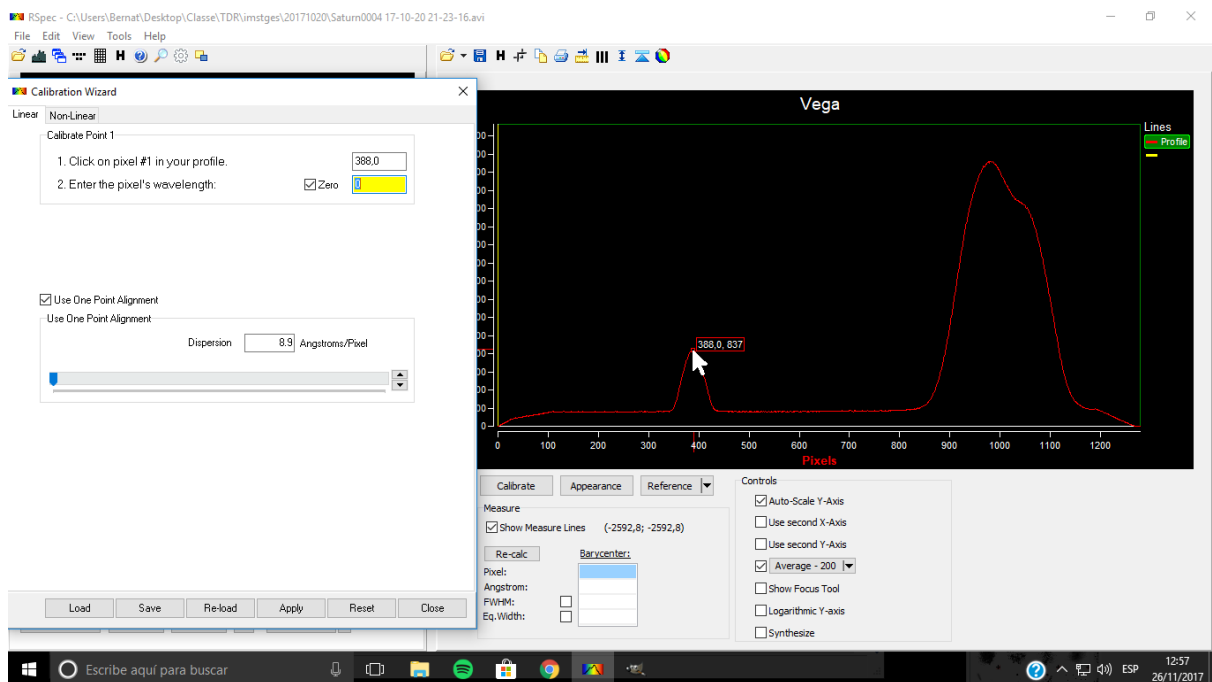 RSpec - C:\Users\Bernat\Desktop\Classe\TDR\imstges\20171020\Saturn0004 17-10-20 21-23-16.avi
File Edit View Tools Help
H
H
Calibration Wizard
Linear Non-Linear
Calibrate Point 1
1. Click on pixel #1 in your profile. 388,0
2. Enter the pixel's wavelength: Zero 0
Use One Point Alignment
Use One Point Alignment
Dispersion 8.9 Angstroms/Pixel
Load Save Re-load Apply Reset Close
Vega
Lines
Profile
388,0, 837
0 100 200 300 400 500 600 700 800 900 1000 1100 1200
Pixels
Calibrate Appearance Reference
Measure
Show Measure Lines (-2592,8; -2592,8)
Re-calc Barycenter:
Pixel:
Angstrom:
FWHM:
Eq.Width:
Controls
Auto-Scale Y-Axis
Use second X-Axis
Use second Y-Axis
Average - 200
Show Focus Tool
Logarithmic Y-axis
Synthesize
Escribe aquí para buscar
ESP
12:57
26/11/2017